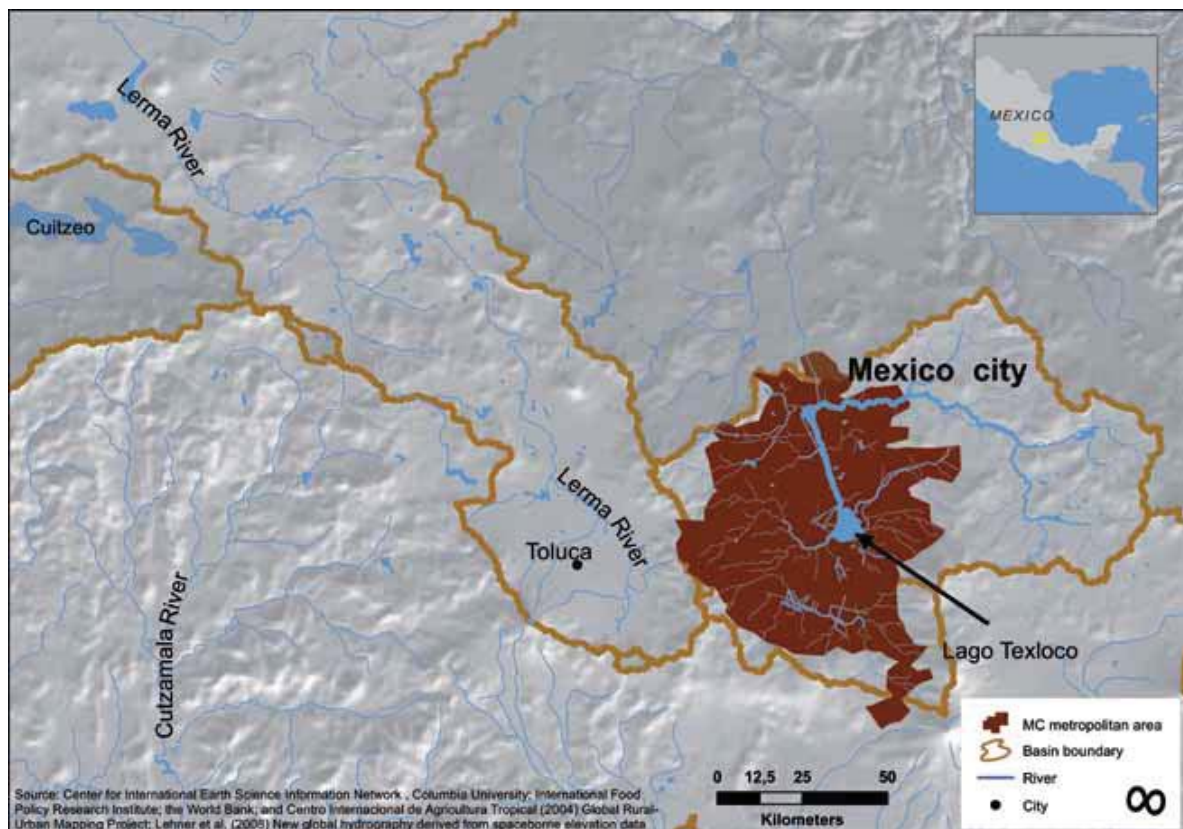 Lerma River
MEXICO
Cuitzeo
Mexico city
Lerma River
Toluca
Cutzamala River
Lago Texloco
MC metropolitan area
Basin boundary
River
City
0 12,5 25 50
Kilometers
Source: Center for International Earth Science Information Network , Columbia University; International Food
Policy Research Institute; the World Bank; and Centro Internacional de Agricultura Tropical (2004) Global Rural-
Urban Mapping Project; Lehner et al. (2008) New global hydrography derived from spaceborne elevation data